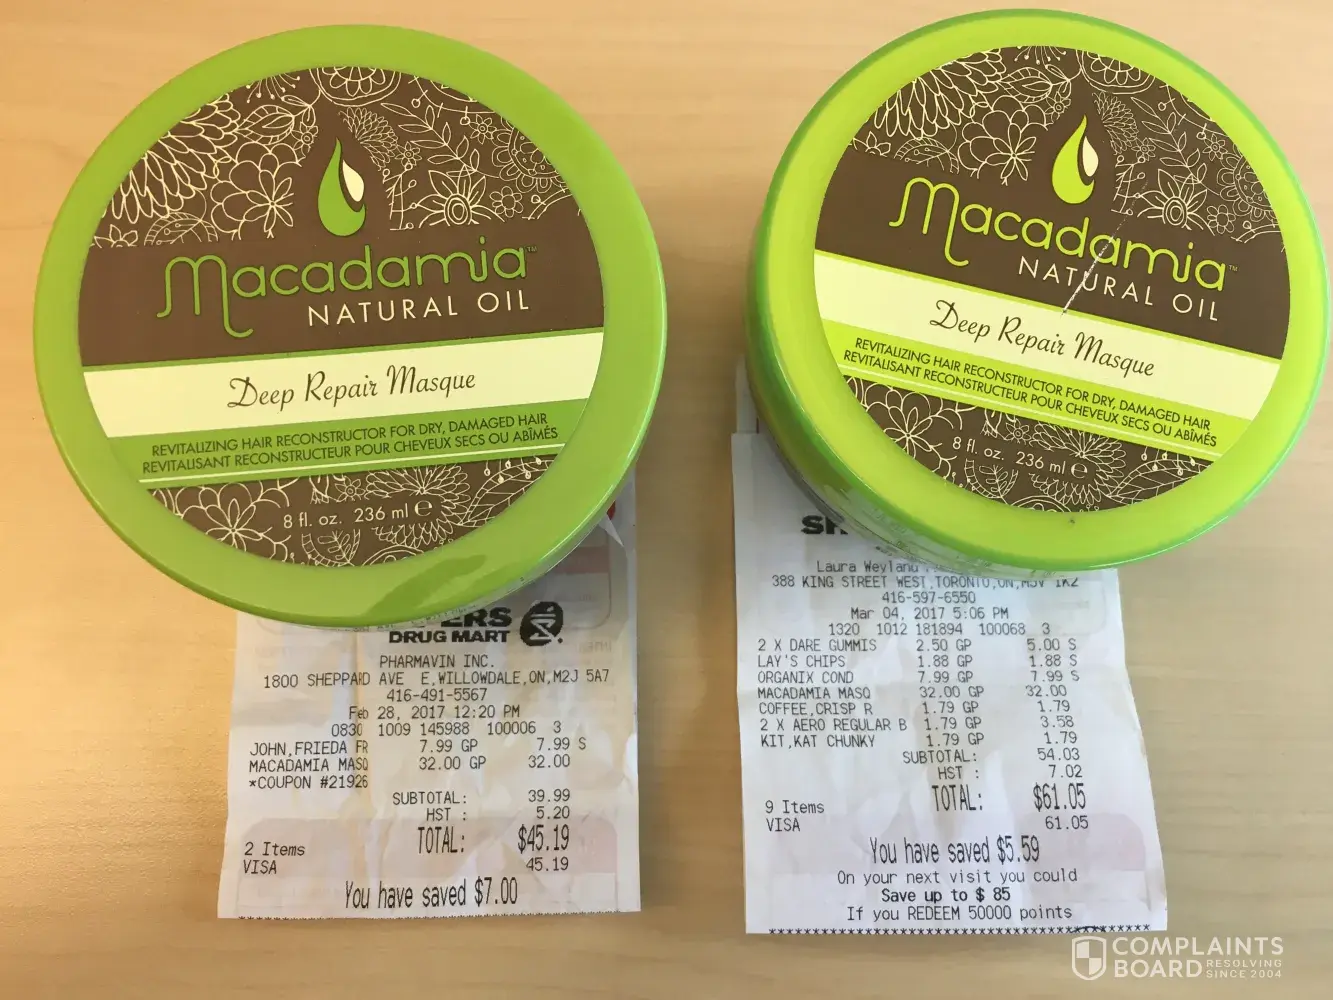 Macadamia™
NATURAL OIL
Deep Repair Masque
REVITALIZING HAIR RECONSTRUCTOR FOR DRY, DAMAGED HAIR
REVITALISANT RECONSTRUCTEUR POUR CHEVEUX SECS OU ABÎMÉS
8 fl. oz. 236 ml ℮
DRUG MART
PHARMAVIN INC.
1800 SHEPPARD AVE E,WILLOWDALE,ON,M2J 5A7
416-491-5567
Feb 28, 2017 12:20 PM
0830 1009 145988 100006 3
JOHN,FRIEDA FR 7.99 GP 7.99 S
MACADAMIA MASQ 32.00 GP 32.00
*COUPON #21926
SUBTOTAL: 39.99
HST : 5.20
TOTAL: $45.19
2 Items
VISA 45.19
You have saved $7.00
Macadamia™
NATURAL OIL
Deep Repair Masque
REVITALIZING HAIR RECONSTRUCTOR FOR DRY, DAMAGED HAIR
REVITALISANT RECONSTRUCTEUR POUR CHEVEUX SECS OU ABÎMÉS
8 fl. oz. 236 ml ℮
Laura Weyland
388 KING STREET WEST,TORONTO,ON,M5V 1K2
416-597-6550
Mar 04, 2017 5:06 PM
1320 1012 181894 100068 3
2 X DARE GUMMIS 2.50 GP 5.00 S
LAY'S CHIPS 1.88 GP 1.88 S
ORGANIX COND 7.99 GP 7.99 S
MACADAMIA MASQ 32.00 GP 32.00
COFFEE,CRISP R 1.79 GP 1.79
2 X AERO REGULAR B 1.79 GP 3.58
KIT,KAT CHUNKY 1.79 GP 1.79
SUBTOTAL: 54.03
HST : 7.02
TOTAL: $61.05
9 Items
VISA 61.05
You have saved $5.59
On your next visit you could
Save up to $ 85
If you REDEEM 50000 points
COMPLAINTS
BOARD RESOLVING
SINCE 2004